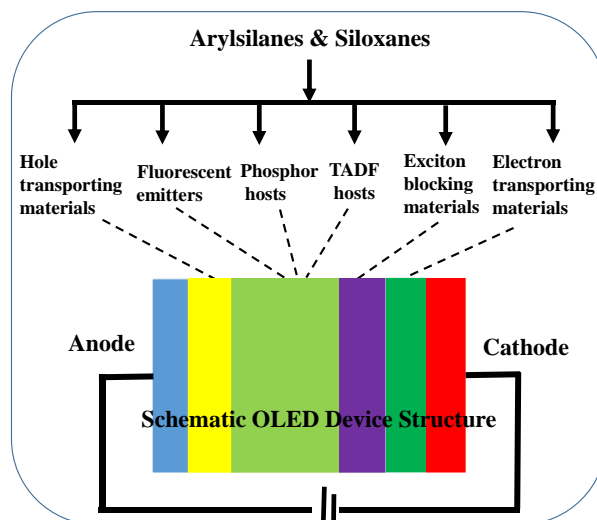 Arylsilanes & Siloxanes
Hole
transporting
materials
Fluorescent
emitters
Phosphor
hosts
TADF
hosts
Exciton
blocking
materials
Electron
transporting
materials
Anode
Cathode
Schematic OLED Device Structure